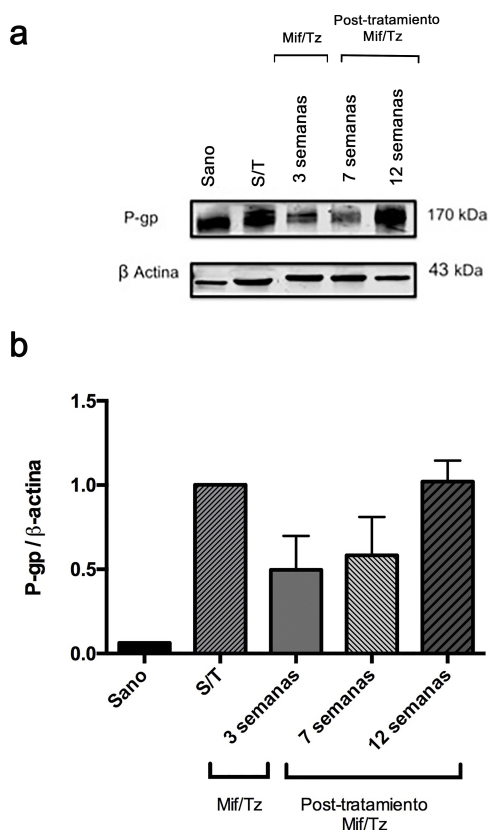 a
Mif/Tz
Post-tratamiento
Mif/Tz
Sano
S/T
3 semanas
7 semanas
12 semanas
P-gp
170 kDa
β Actina
43 kDa
b
P-gp / β-actina
1.5
1.0
0.5
0.0
Sano
S/T
3 semanas
7 semanas
12 semanas
Mif/Tz
Post-tratamiento
Mif/Tz